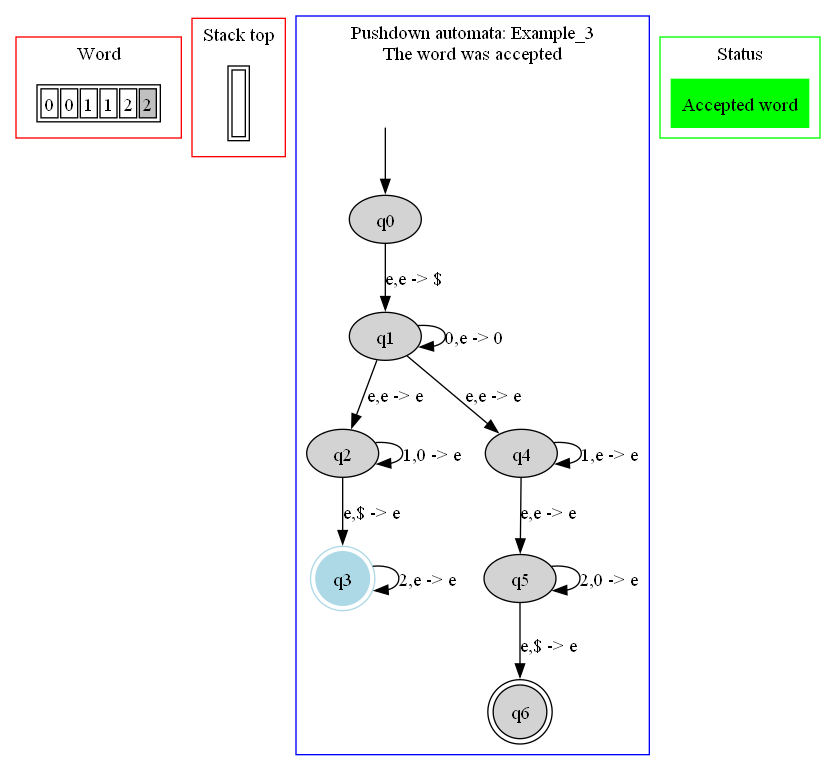 Word
0 0 1 1 2 2
Stack top
Pushdown automata: Example_3
The word was accepted
Status
Accepted word
q0
e,e -> $
q1
0,e -> 0
e,e -> e
e,e -> e
q2
1,0 -> e
q4
1,e -> e
e,$ -> e
e,e -> e
q3
2,e -> e
q5
2,0 -> e
e,$ -> e
q6